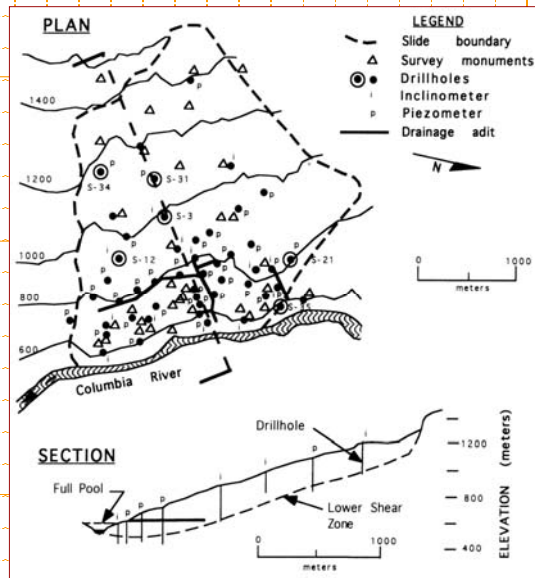 PLAN
LEGEND
Slide boundary
Survey monuments
Drillholes
i Inclinometer
p Piezometer
Drainage adit
N
0 1000
meters
1400
1200
1000
800
600
S-34
S-31
S-3
S-12
S-21
Columbia River
SECTION
Full Pool
Drillhole
Lower Shear
Zone
0 1000
meters
1200
800
400
ELEVATION (meters)